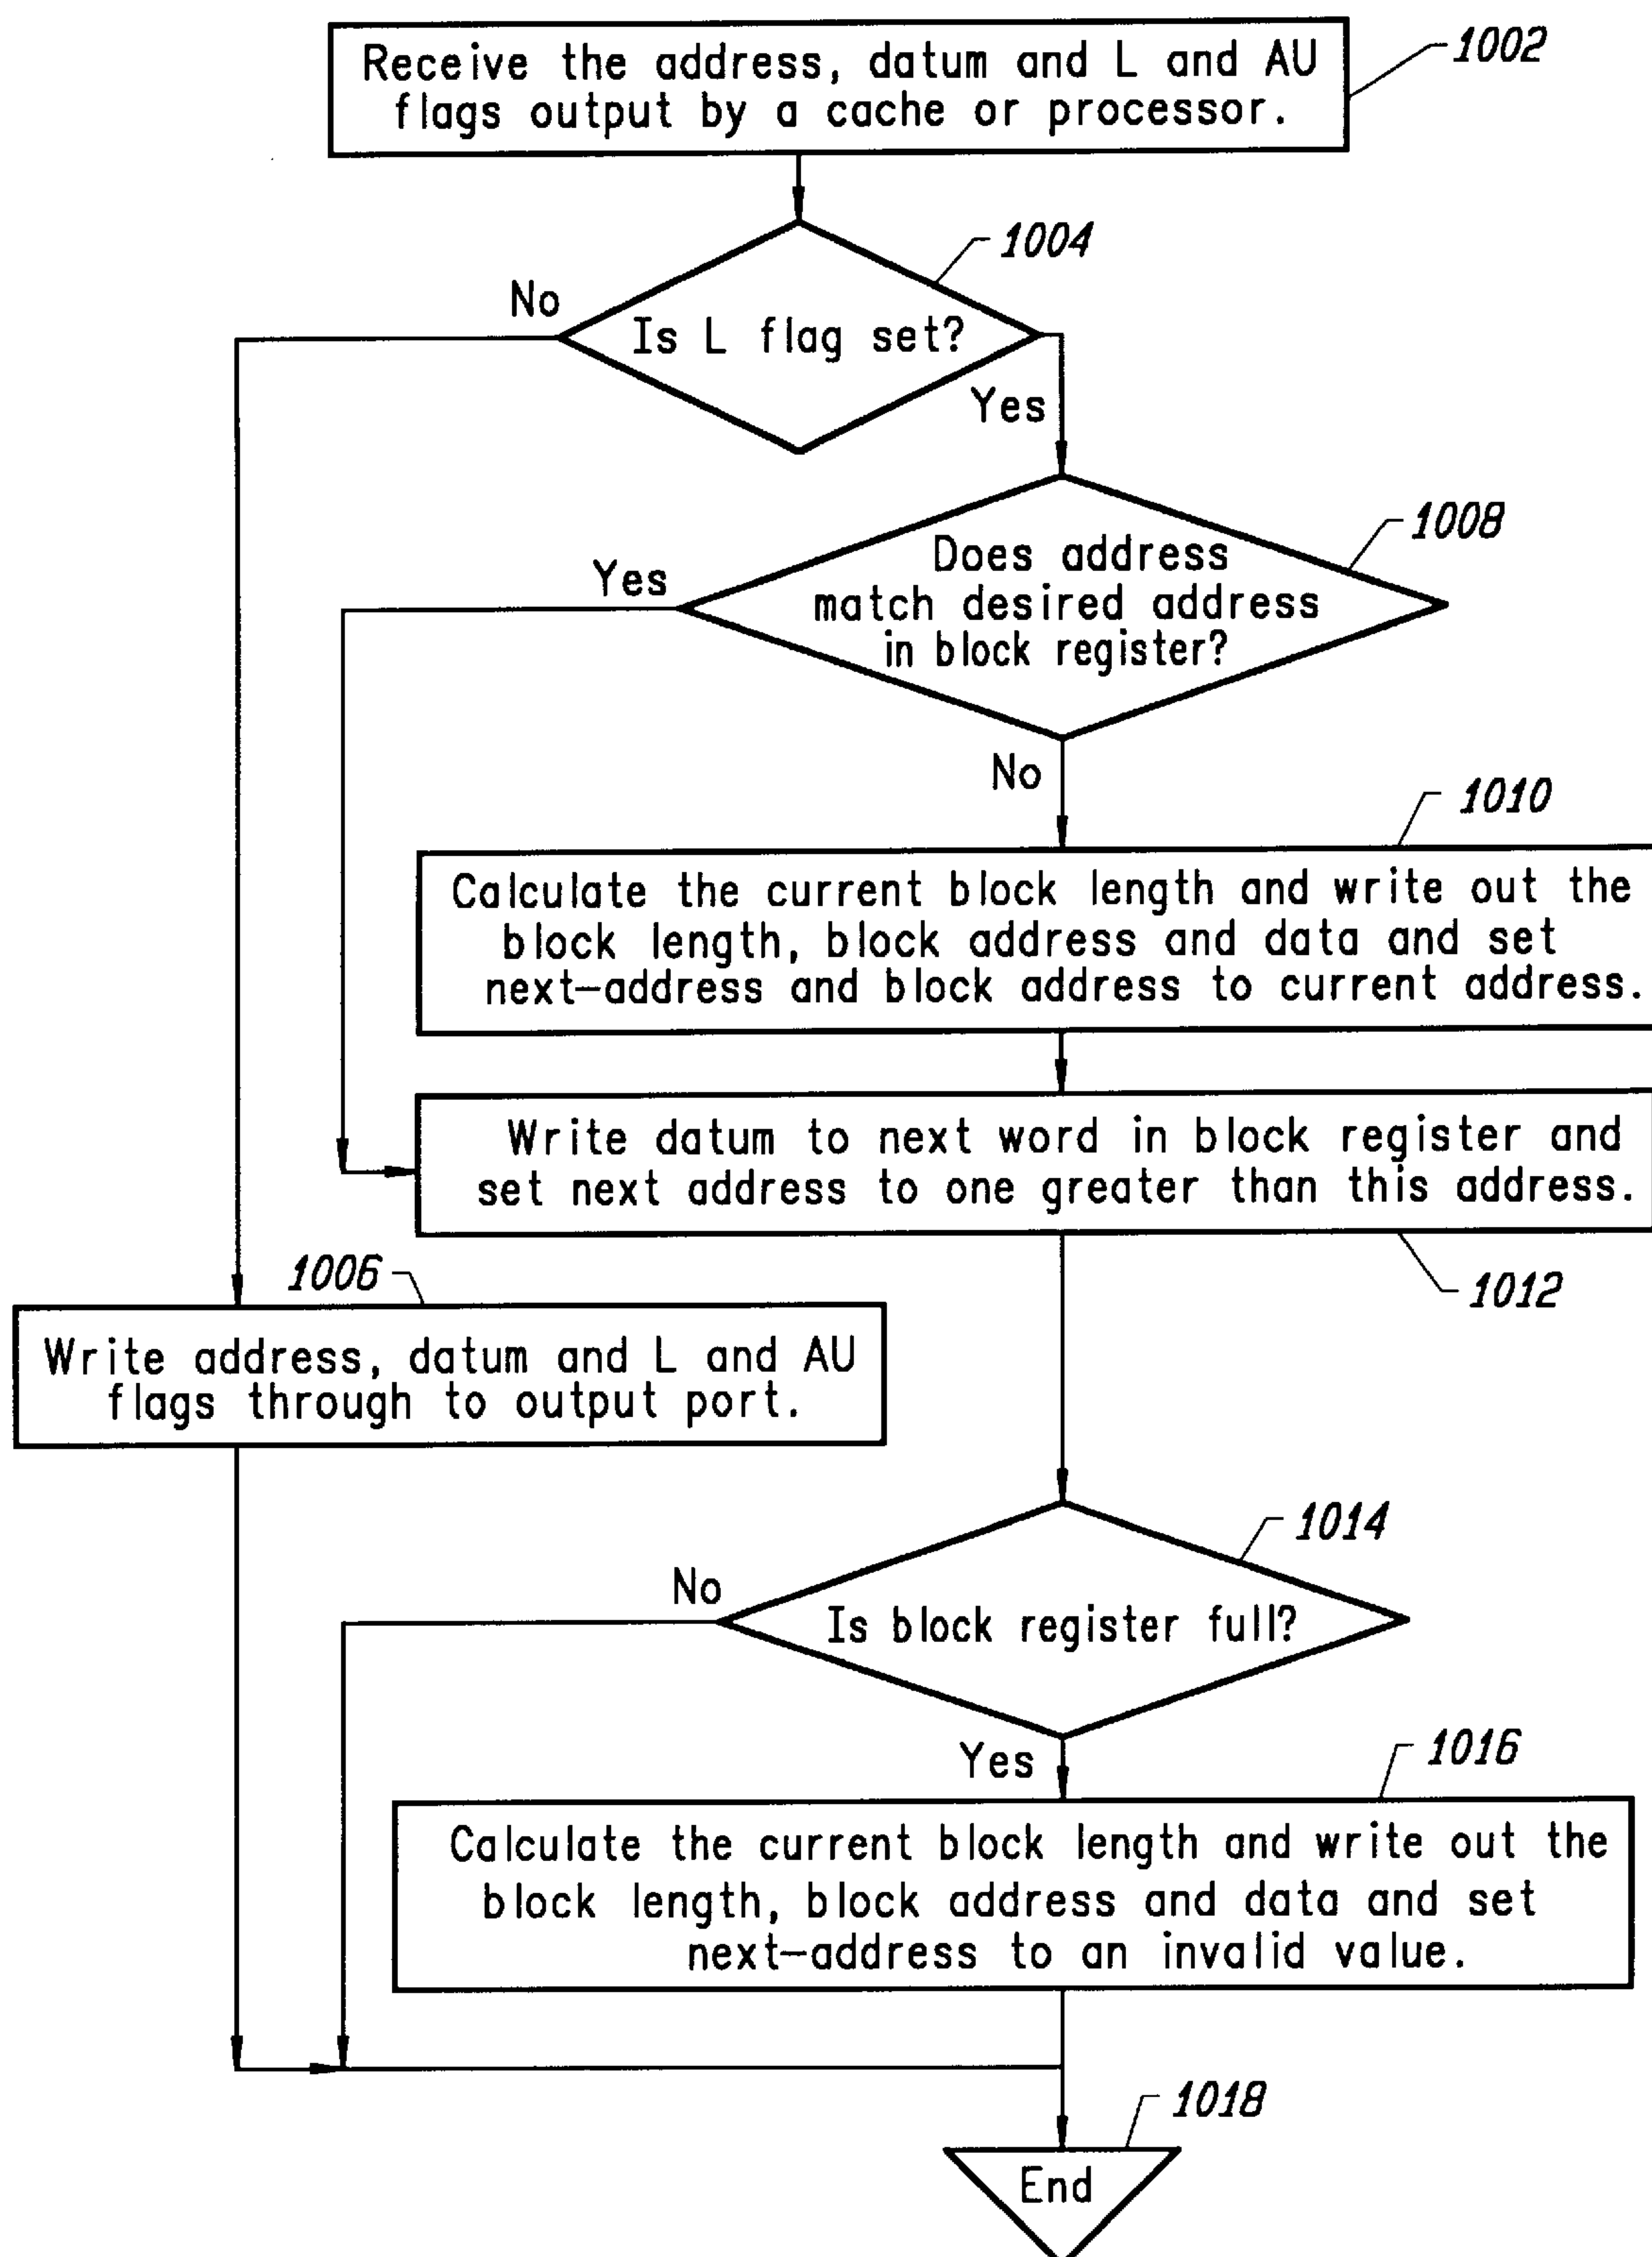 Receive the address, datum and L and AU
flags output by a cache or processor.
1002
1004
No
Is L flag set?
Yes
1008
Yes
Does address
match desired address
in block register?
No
1010
Calculate the current block length and write out the
block length, block address and data and set
next-address and block address to current address.
Write datum to next word in block register and
set next address to one greater than this address.
1012
1006
Write address, datum and L and AU
flags through to output port.
1014
No
Is block register full?
Yes
1016
Calculate the current block length and write out the
block length, block address and data and set
next-address to an invalid value.
1018
End